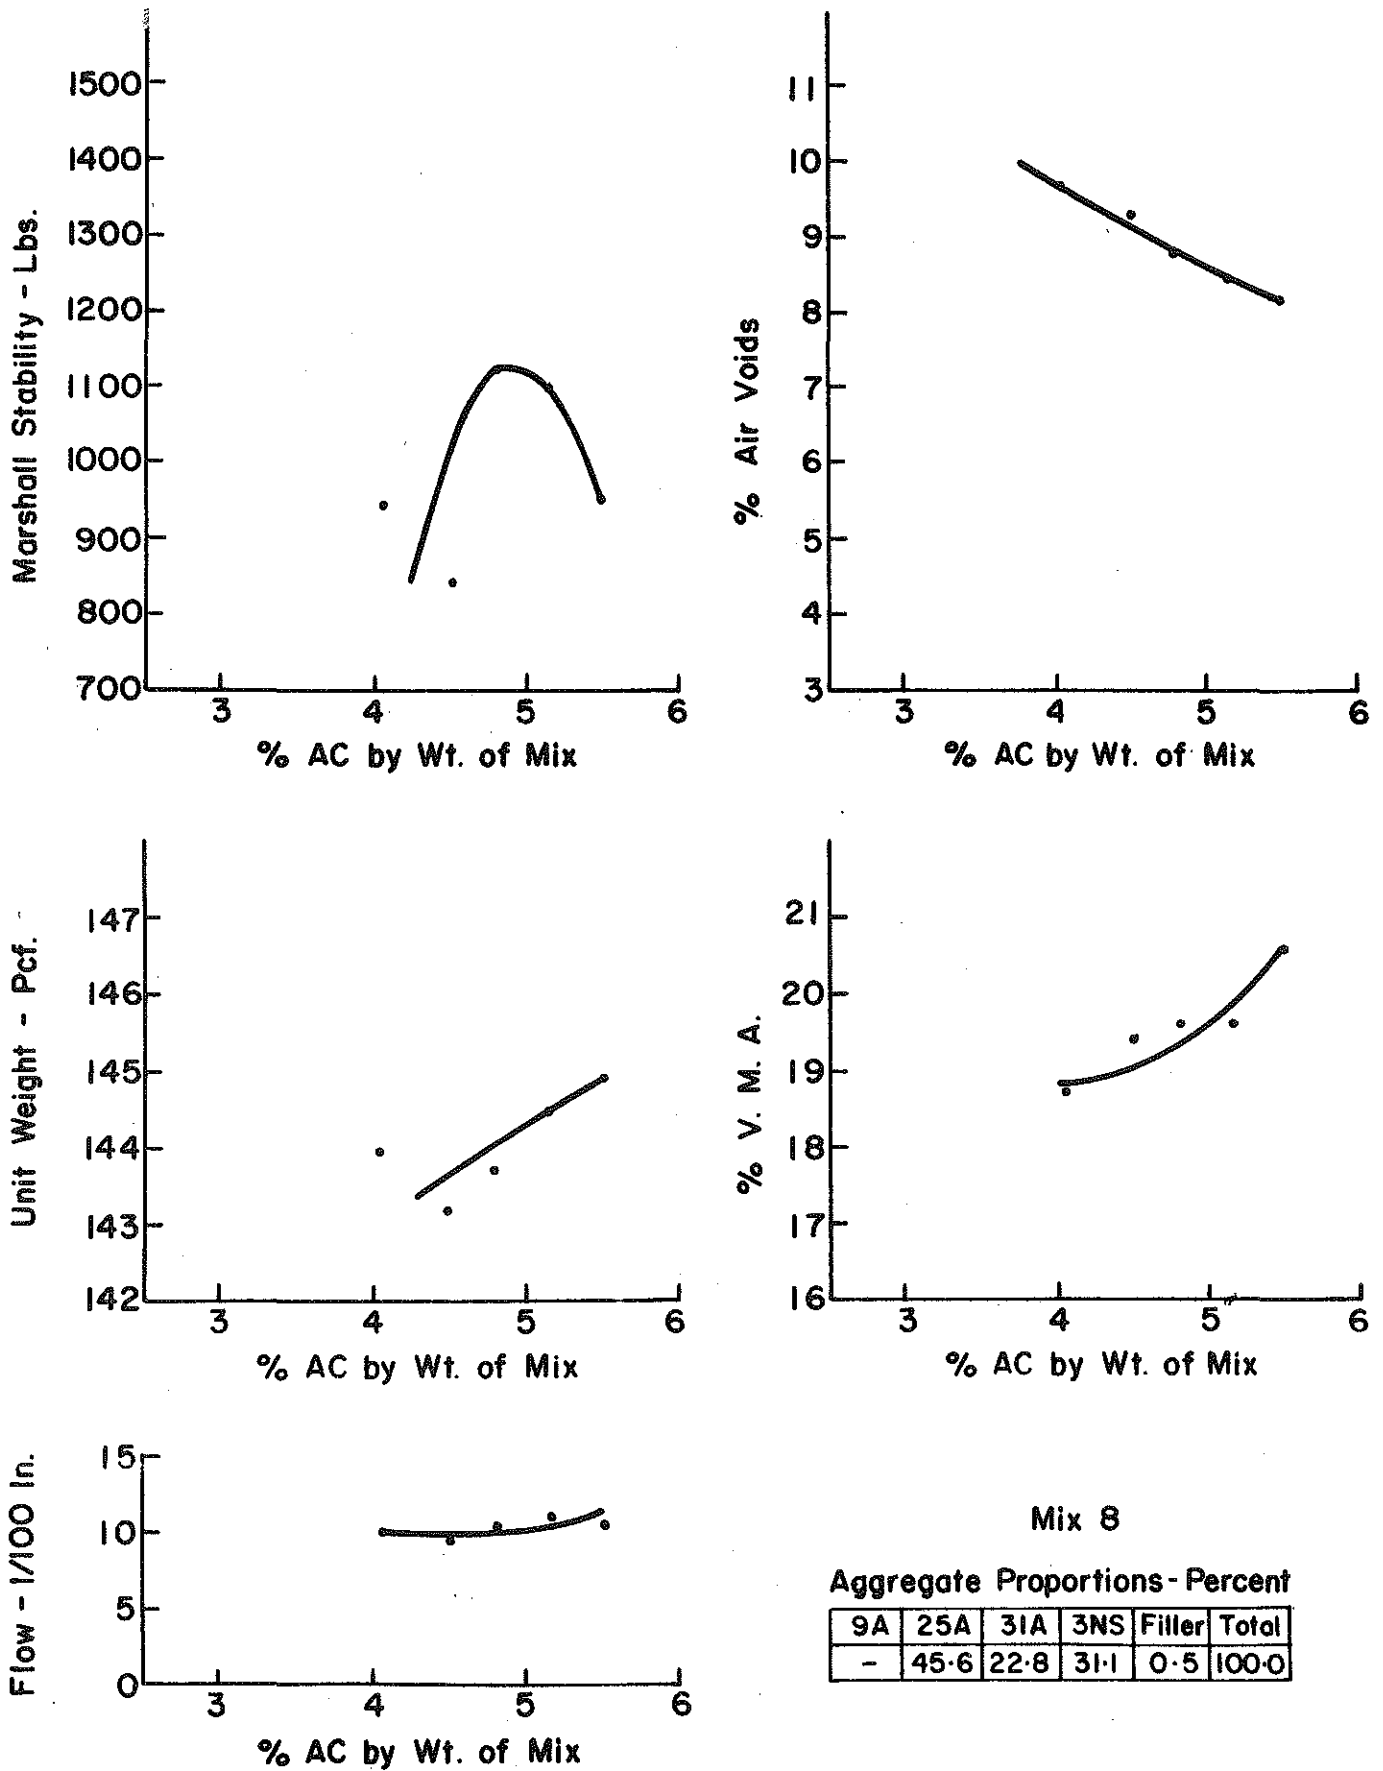 Marshall Stability - Lbs.
1500
1400
1300
1200
1100
1000
900
800
700
3 4 5 6
% AC by Wt. of Mix
% Air Voids
11
10
9
8
7
6
5
4
3
3 4 5 6
% AC by Wt. of Mix
Unit Weight - Pcf.
147
146
145
144
143
142
3 4 5 6
% AC by Wt. of Mix
% V. M. A.
21
20
19
18
17
16
3 4 5 6
% AC by Wt. of Mix
Flow - 1/100 In.
15
10
5
0
3 4 5 6
% AC by Wt. of Mix
Mix 8
Aggregate Proportions - Percent
9A 25A 31A 3NS Filler Total
- 45.6 22.8 31.1 0.5 100.0